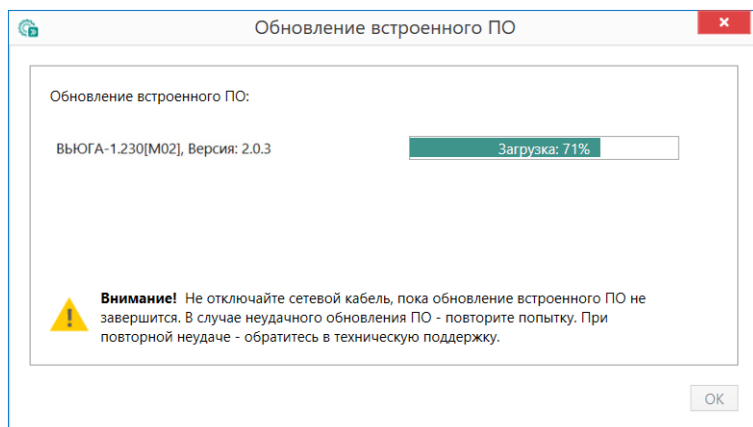 Обновление встроенного ПО
Обновление встроенного ПО:
ВЬЮГА-1.230[M02], Версия: 2.0.3
Загрузка: 71%
Внимание! Не отключайте сетевой кабель, пока обновление встроенного ПО не
завершится. В случае неудачного обновления ПО - повторите попытку. При
повторной неудаче - обратитесь в техническую поддержку.
OK